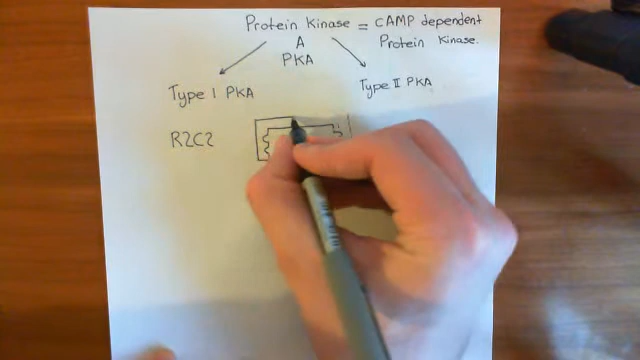 Protein Kinase = cAMP dependent
A Protein Kinase.
PKA
Type I PKA
Type II PKA
R2C2